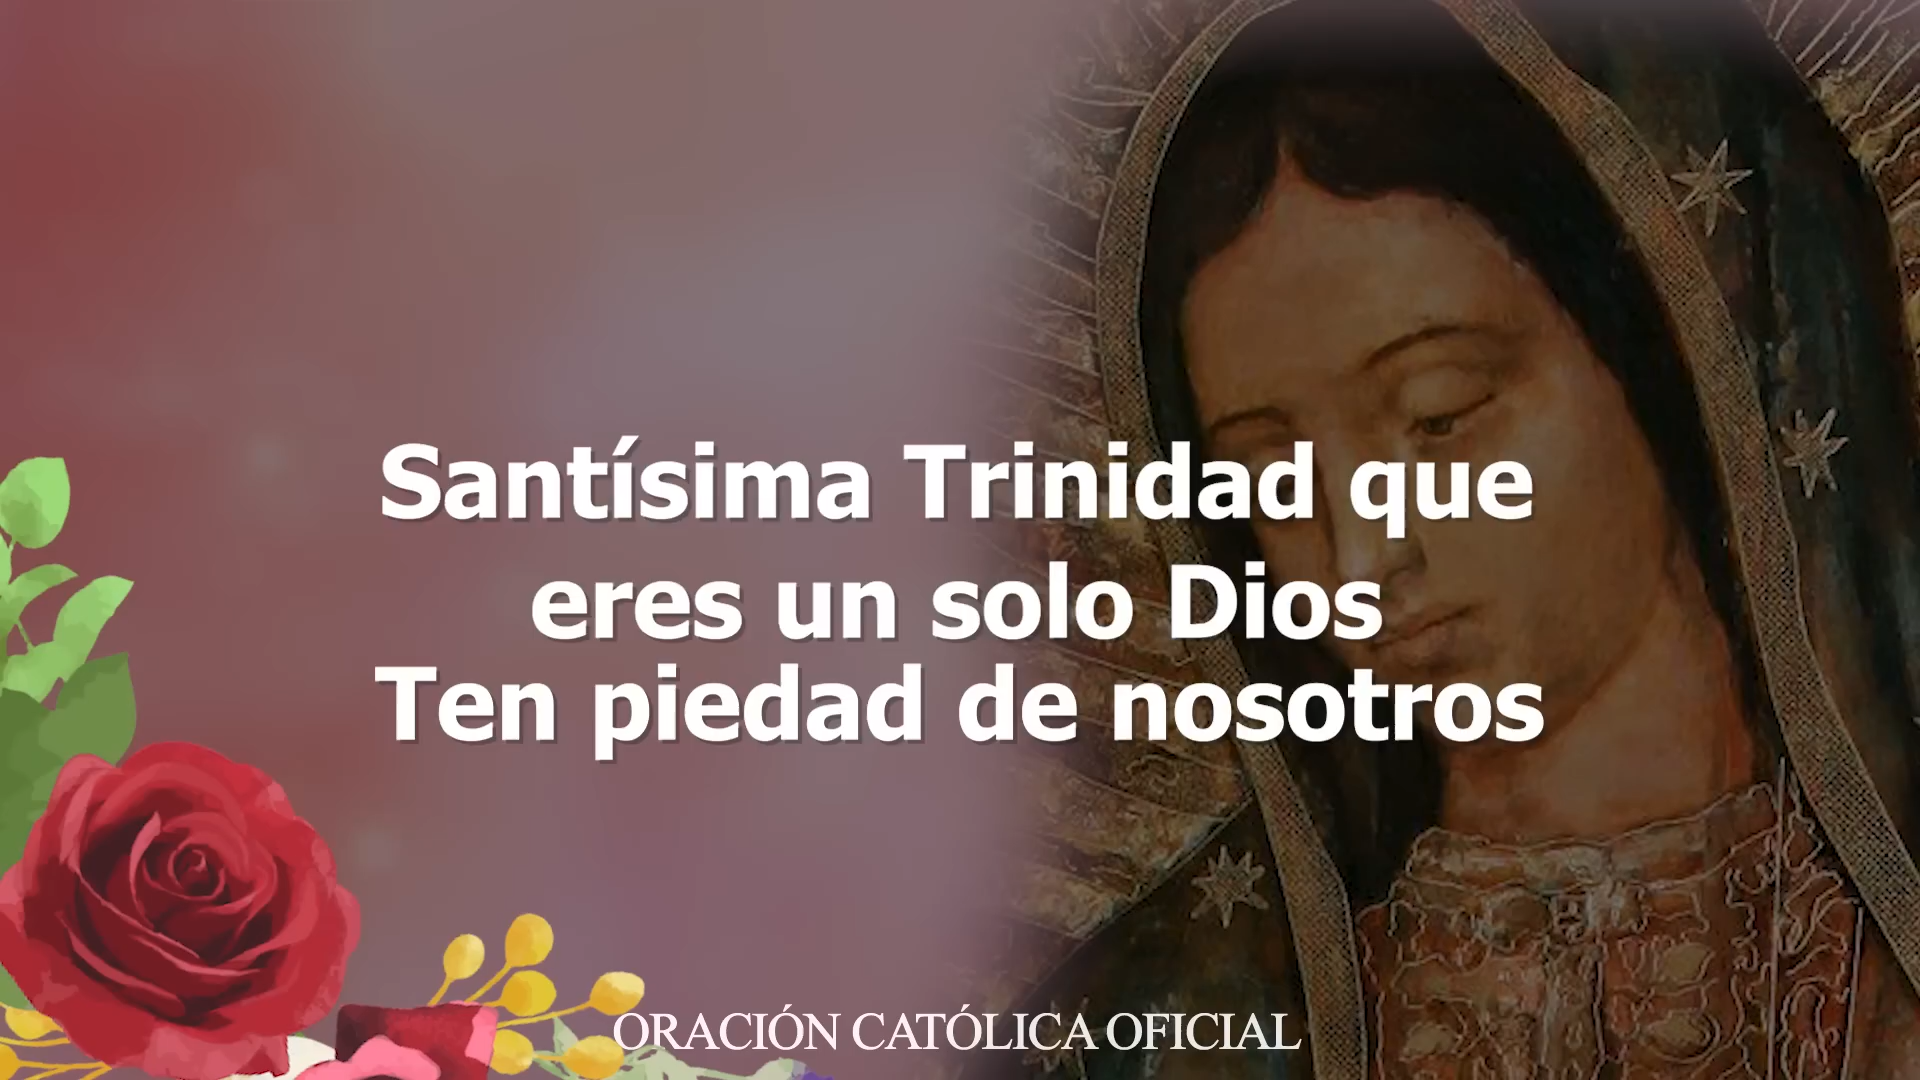 Santísima Trinidad que
eres un solo Dios
Ten piedad de nosotros
ORACIÓN CATÓLICA OFICIAL